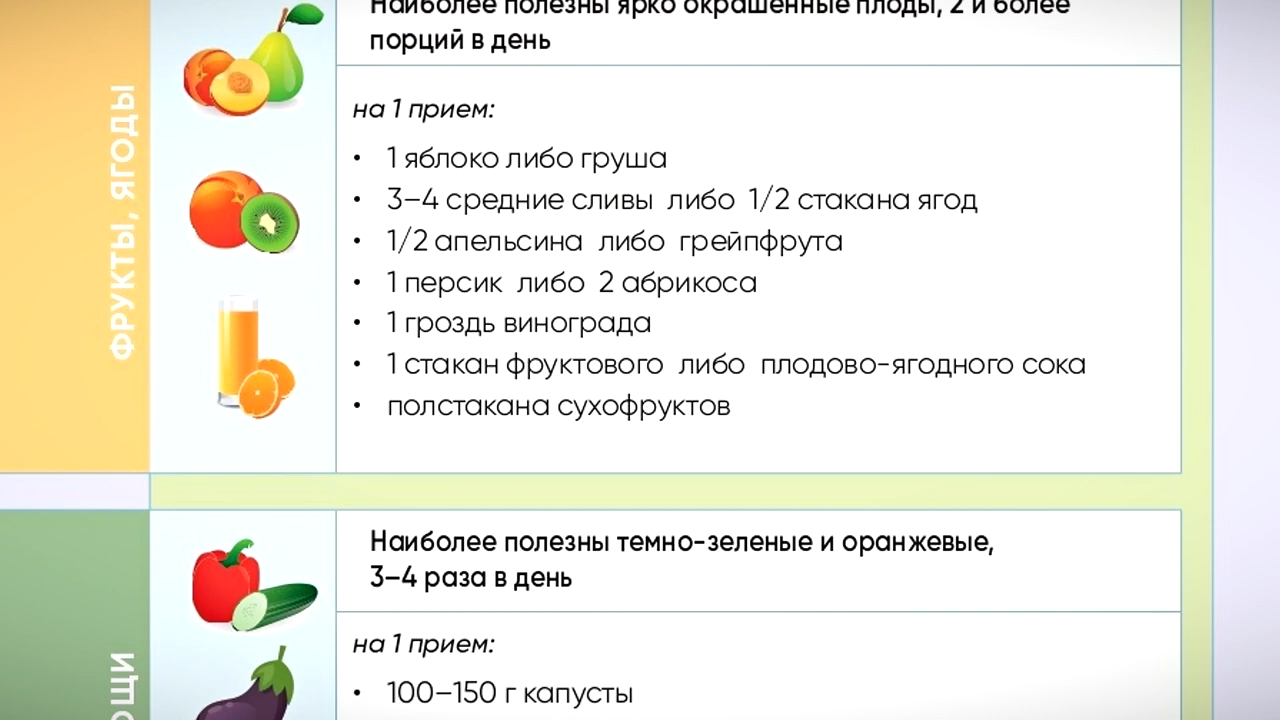 Наиболее полезны ярко окрашенные плоды, 2 и более
порций в день
ФРУКТЫ, ЯГОДЫ
на 1 прием:
• 1 яблоко либо груша
• 3–4 средние сливы либо 1/2 стакана ягод
• 1/2 апельсина либо грейпфрута
• 1 персик либо 2 абрикоса
• 1 гроздь винограда
• 1 стакан фруктового либо плодово-ягодного сока
• полстакана сухофруктов
Наиболее полезны темно-зеленые и оранжевые,
3–4 раза в день
на 1 прием:
• 100–150 г капусты